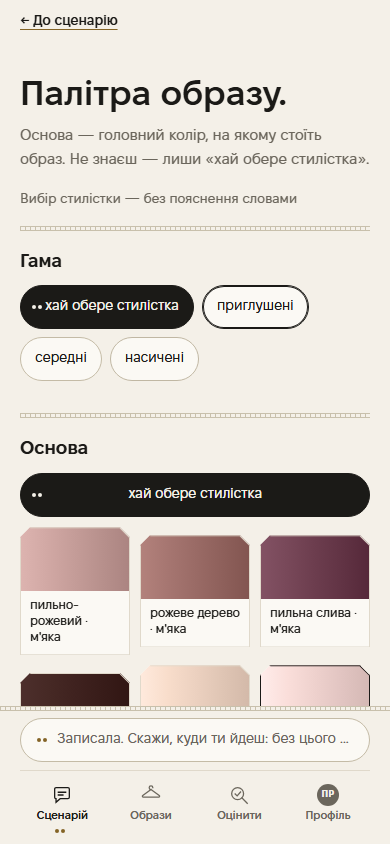 ← До сценарію
Палітра образу.
Основа — головний колір, на якому стоїть
образ. Не знаєш — лиши «хай обере стилістка».
Вибір стилістки — без пояснення словами
Гама
хай обере стилістка
приглушені
середні
насичені
Основа
хай обере стилістка
пильно-
рожевий ·
м'яка
рожеве дерево
· м'яка
пильна слива ·
м'яка
Записала. Скажи, куди ти йдеш: без цього ...
Сценарій
Образи
Оцінити
ПР
Профіль